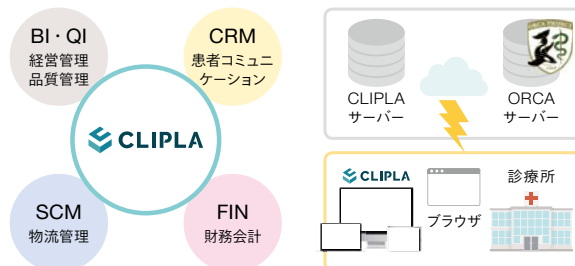 BI・QI
経営管理
品質管理
CRM
患者コミュニ
ケーション
CLIPLA
SCM
物流管理
FIN
財務会計
ORCA PROJECT
CLIPLA
サーバー
ORCA
サーバー
CLIPLA
ブラウザ
診療所